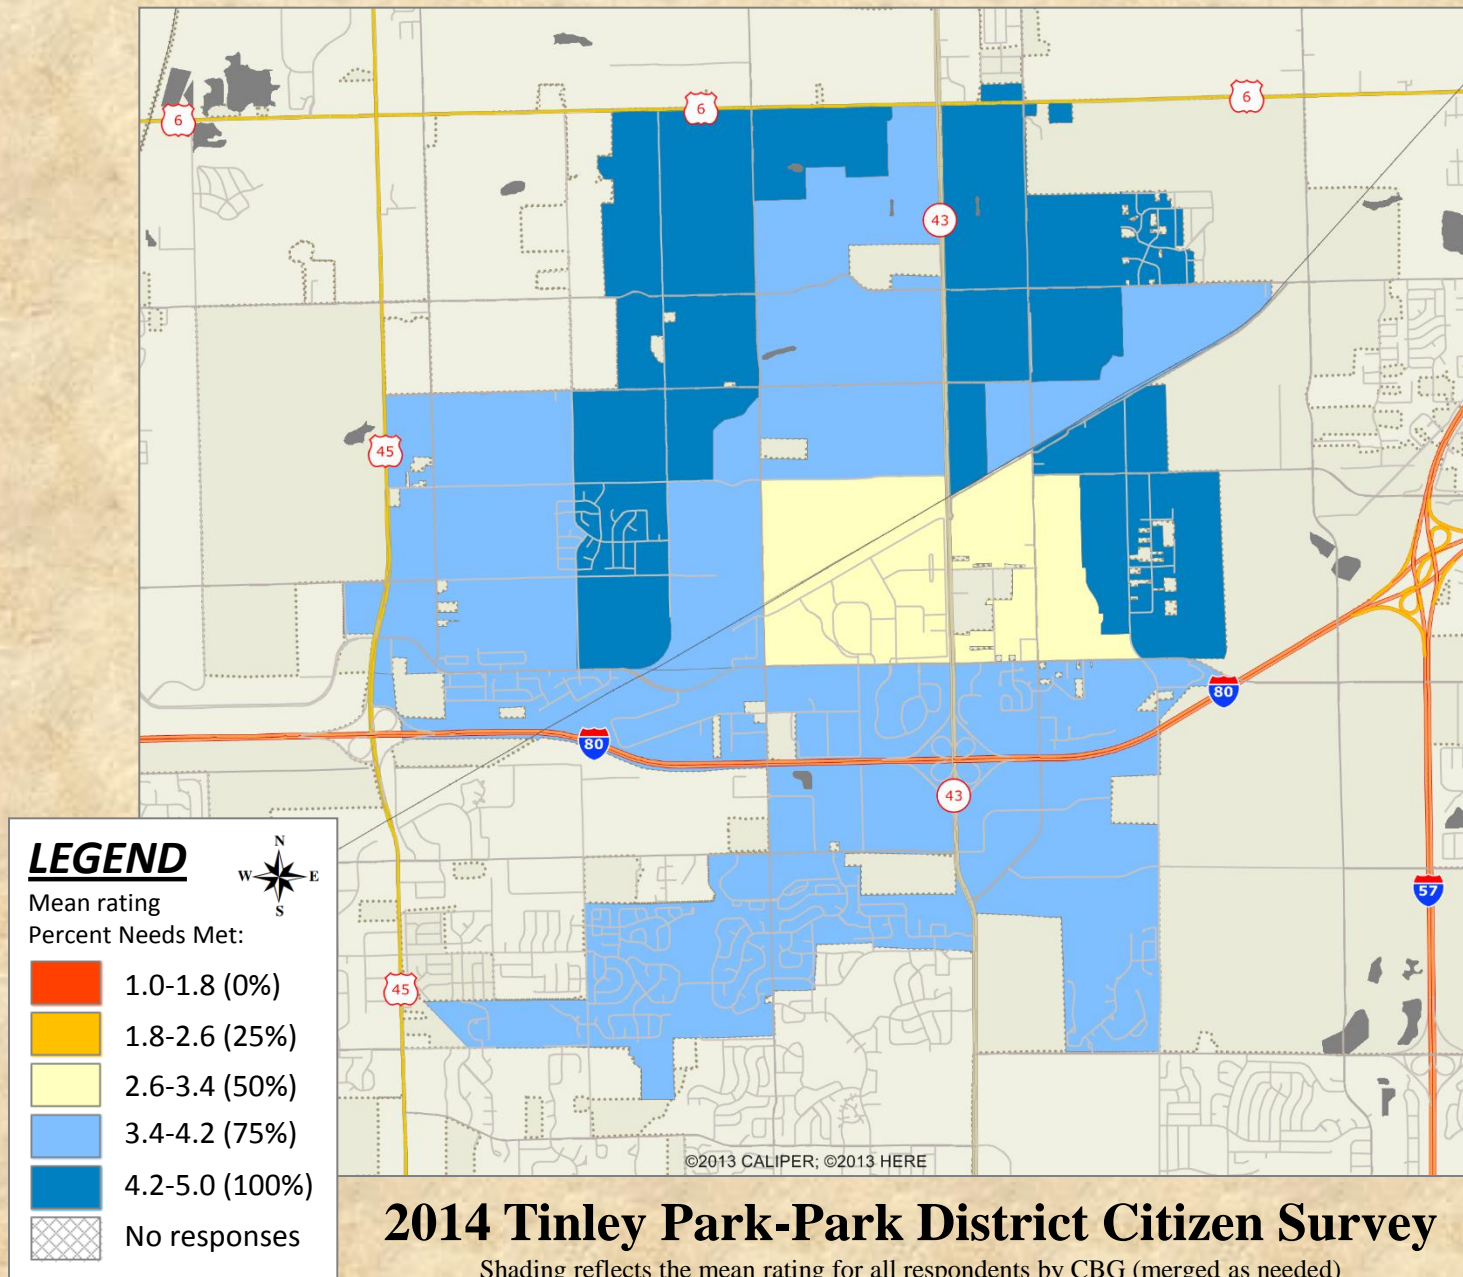 6
6
6
43
45
80
80
43
57
45
©2013 CALIPER; ©2013 HERE
LEGEND
N
W E
S
Mean rating
Percent Needs Met:
1.0-1.8 (0%)
1.8-2.6 (25%)
2.6-3.4 (50%)
3.4-4.2 (75%)
4.2-5.0 (100%)
No responses
2014 Tinley Park-Park District Citizen Survey
Shading reflects the mean rating for all respondents by CBG (merged as needed)